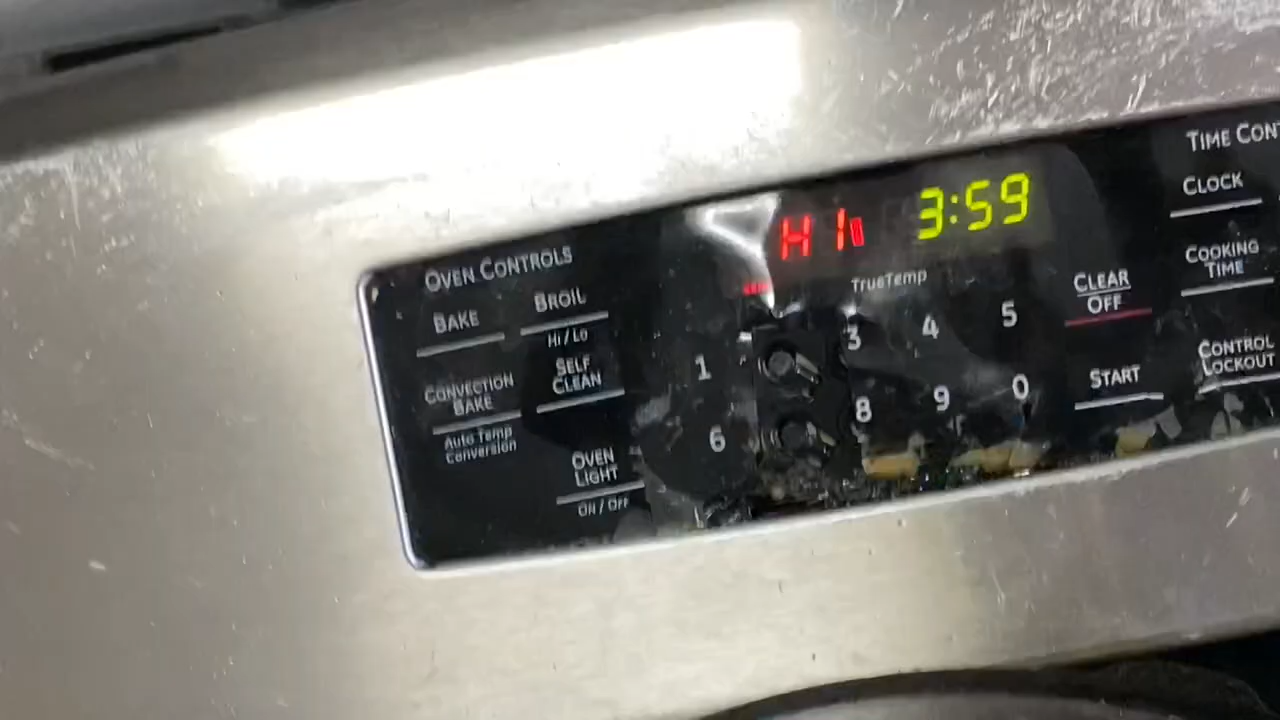 H I
3:59
TrueTemp
OVEN CONTROLS
BAKE
BROIL
Hi / Lo
CONVECTION
BAKE
Auto Temp
Conversion
SELF
CLEAN
OVEN
LIGHT
ON / OFF
1 3 4 5
6 8 9 0
CLEAR
OFF
START
TIME CONT
CLOCK
COOKING
TIME
CONTROL
LOCKOUT